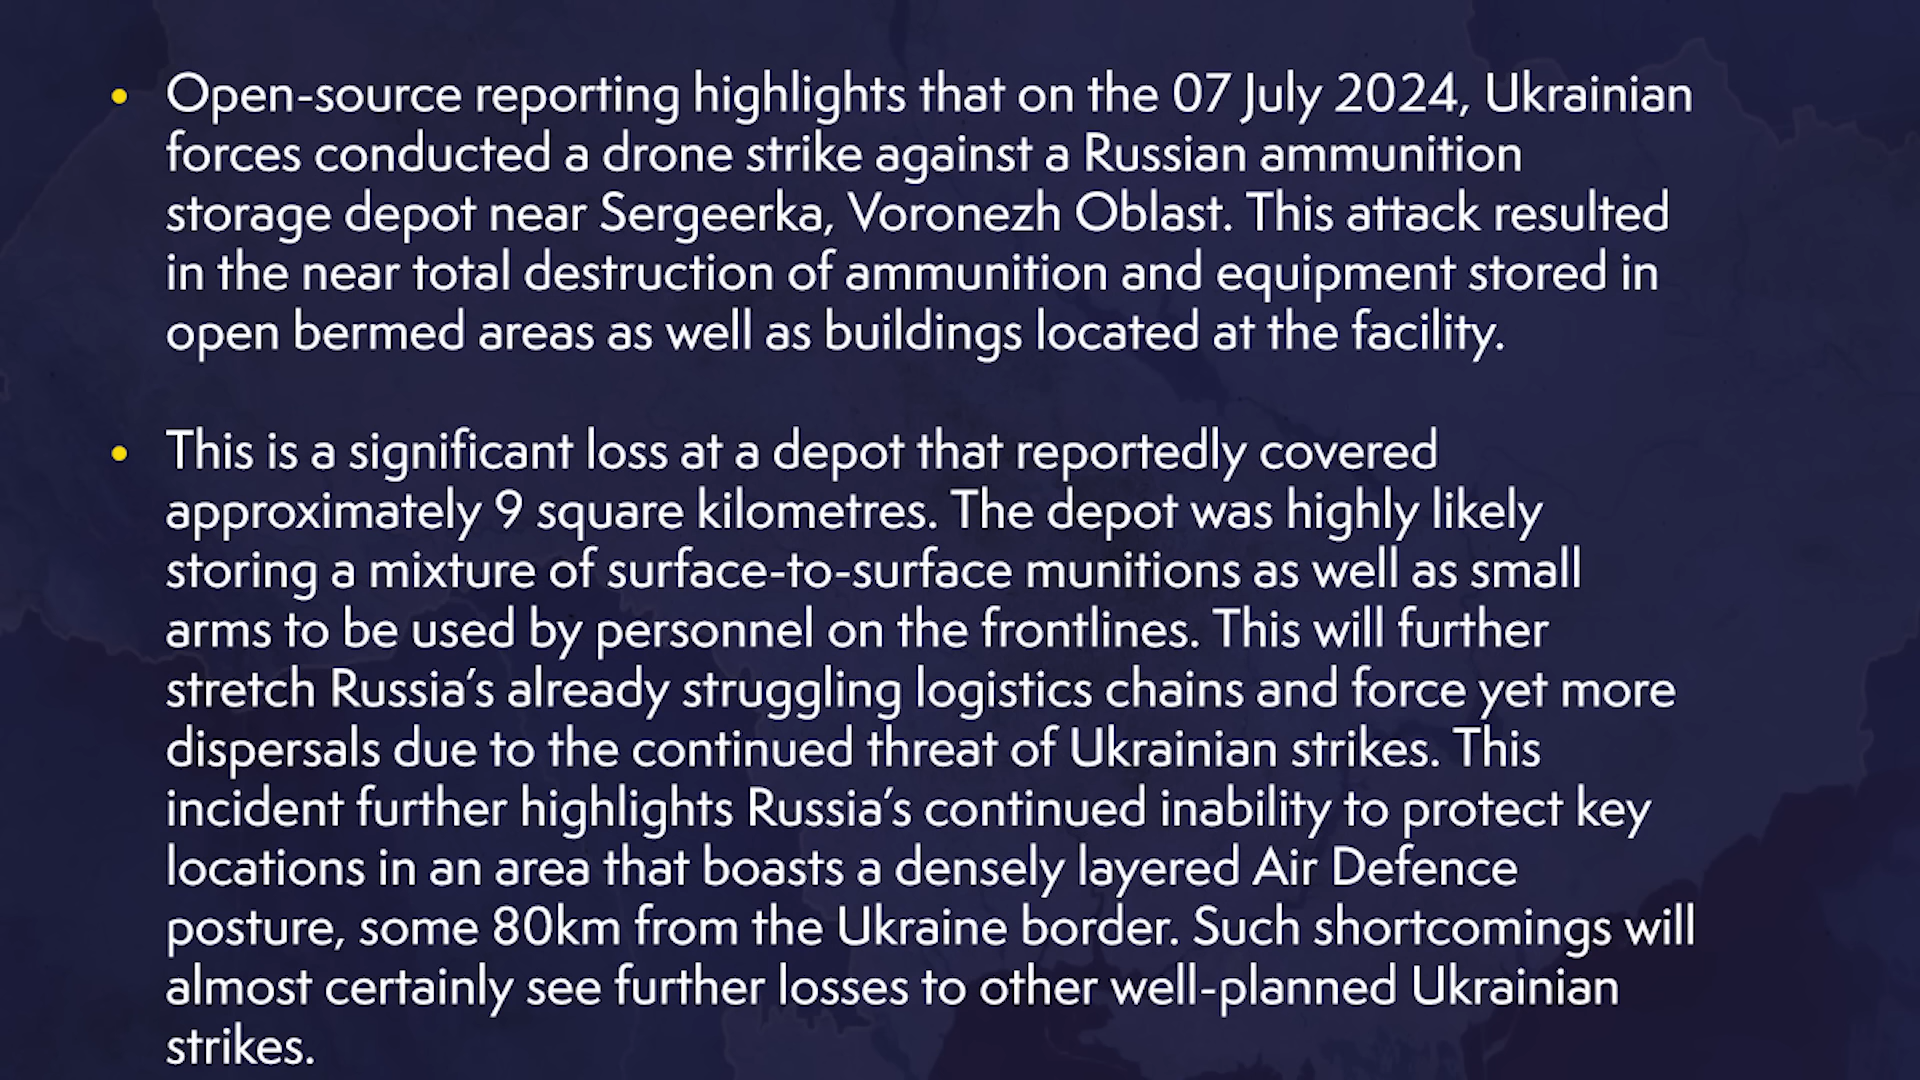 • Open-source reporting highlights that on the 07 July 2024, Ukrainian
forces conducted a drone strike against a Russian ammunition
storage depot near Sergeerka, Voronezh Oblast. This attack resulted
in the near total destruction of ammunition and equipment stored in
open bermed areas as well as buildings located at the facility.
• This is a significant loss at a depot that reportedly covered
approximately 9 square kilometres. The depot was highly likely
storing a mixture of surface-to-surface munitions as well as small
arms to be used by personnel on the frontlines. This will further
stretch Russia’s already struggling logistics chains and force yet more
dispersals due to the continued threat of Ukrainian strikes. This
incident further highlights Russia’s continued inability to protect key
locations in an area that boasts a densely layered Air Defence
posture, some 80km from the Ukraine border. Such shortcomings will
almost certainly see further losses to other well-planned Ukrainian
strikes.